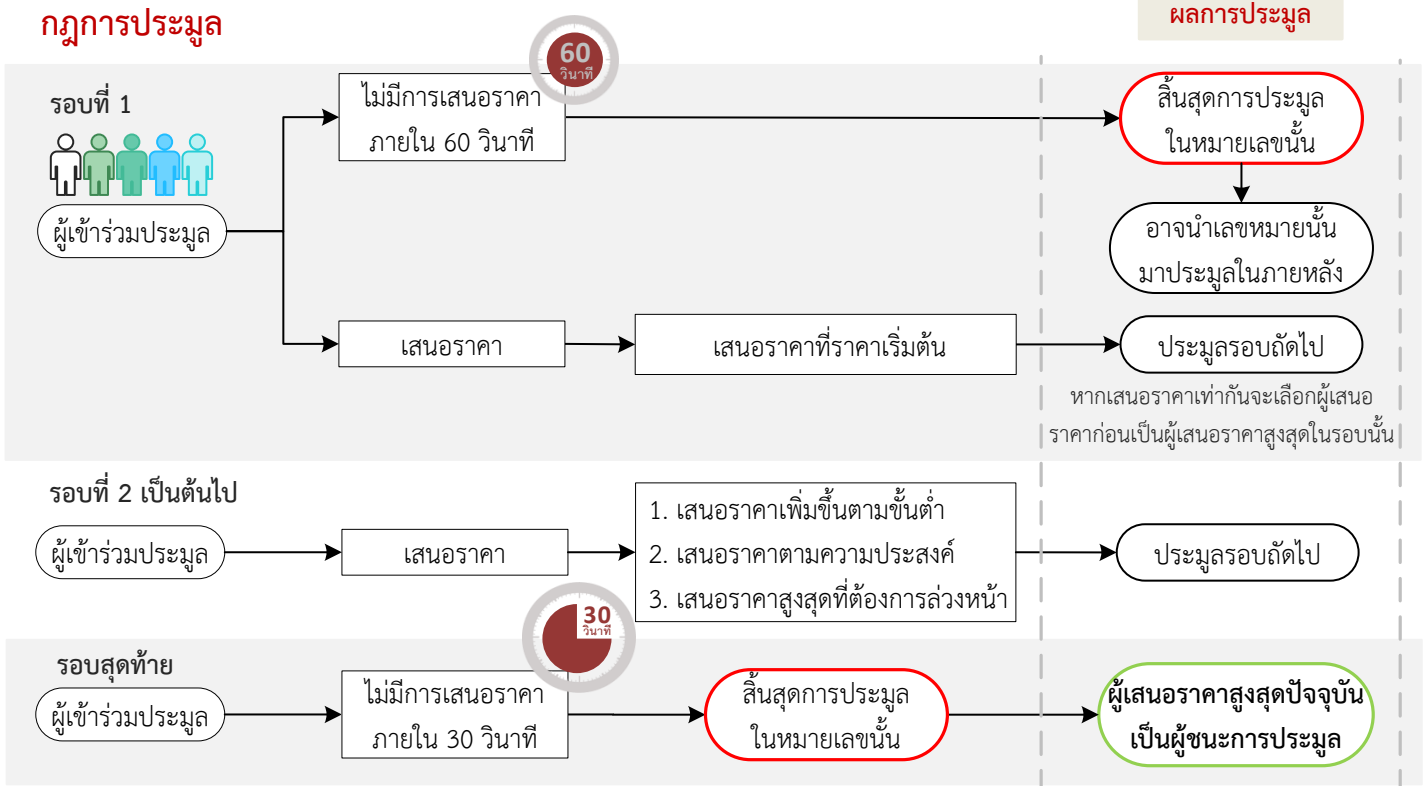 กฎการประมูล
ผลการประมูล
รอบที่ 1
ผู้เข้าร่วมประมูล
ไม่มีการเสนอราคา
ภายใน 60 วินาที
60
วินาที
สิ้นสุดการประมูล
ในหมายเลขนั้น
อาจนำเลขหมายนั้น
มาประมูลในภายหลัง
เสนอราคา
เสนอราคาที่ราคาเริ่มต้น
ประมูลรอบถัดไป
หากเสนอราคาเท่ากันจะเลือกผู้เสนอ
ราคาก่อนเป็นผู้เสนอราคาสูงสุดในรอบนั้น
รอบที่ 2 เป็นต้นไป
ผู้เข้าร่วมประมูล
เสนอราคา
1. เสนอราคาเพิ่มขึ้นตามขั้นต่ำ
2. เสนอราคาตามความประสงค์
3. เสนอราคาสูงสุดที่ต้องการล่วงหน้า
ประมูลรอบถัดไป
รอบสุดท้าย
ผู้เข้าร่วมประมูล
ไม่มีการเสนอราคา
ภายใน 30 วินาที
30
วินาที
สิ้นสุดการประมูล
ในหมายเลขนั้น
ผู้เสนอราคาสูงสุดปัจจุบัน
เป็นผู้ชนะการประมูล